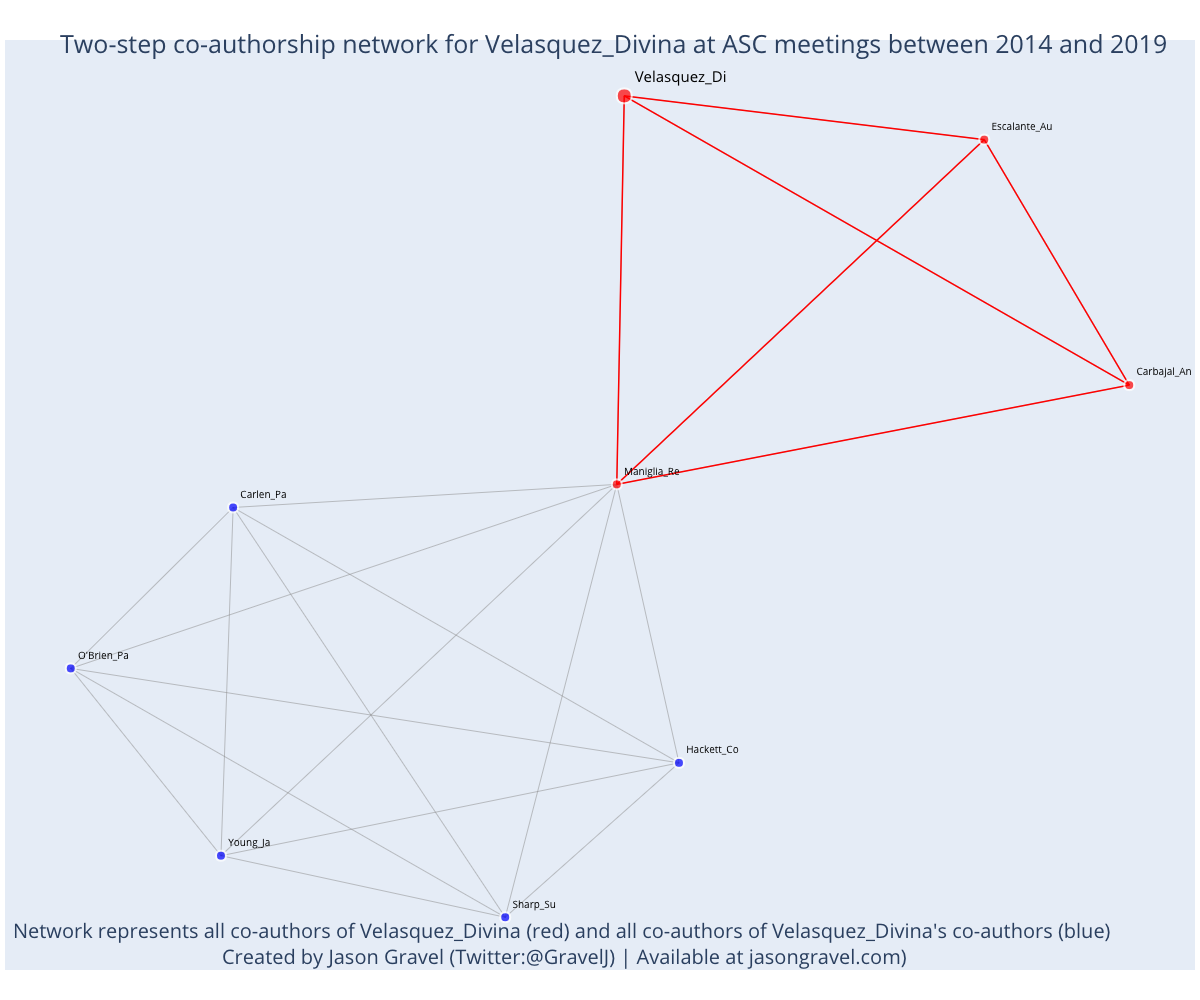 Two-step co-authorship network for Velasquez_Divina at ASC meetings between 2014 and 2019
Velasquez_Di
Escalante_Au
Carbajal_An
Maniglia_Re
Carlen_Pa
O'Brien_Pa
Hackett_Co
Young_Ja
Sharp_Su
Network represents all co-authors of Velasquez_Divina (red) and all co-authors of Velasquez_Divina's co-authors (blue)
Created by Jason Gravel (Twitter:@GravelJ) | Available at jasongravel.com)